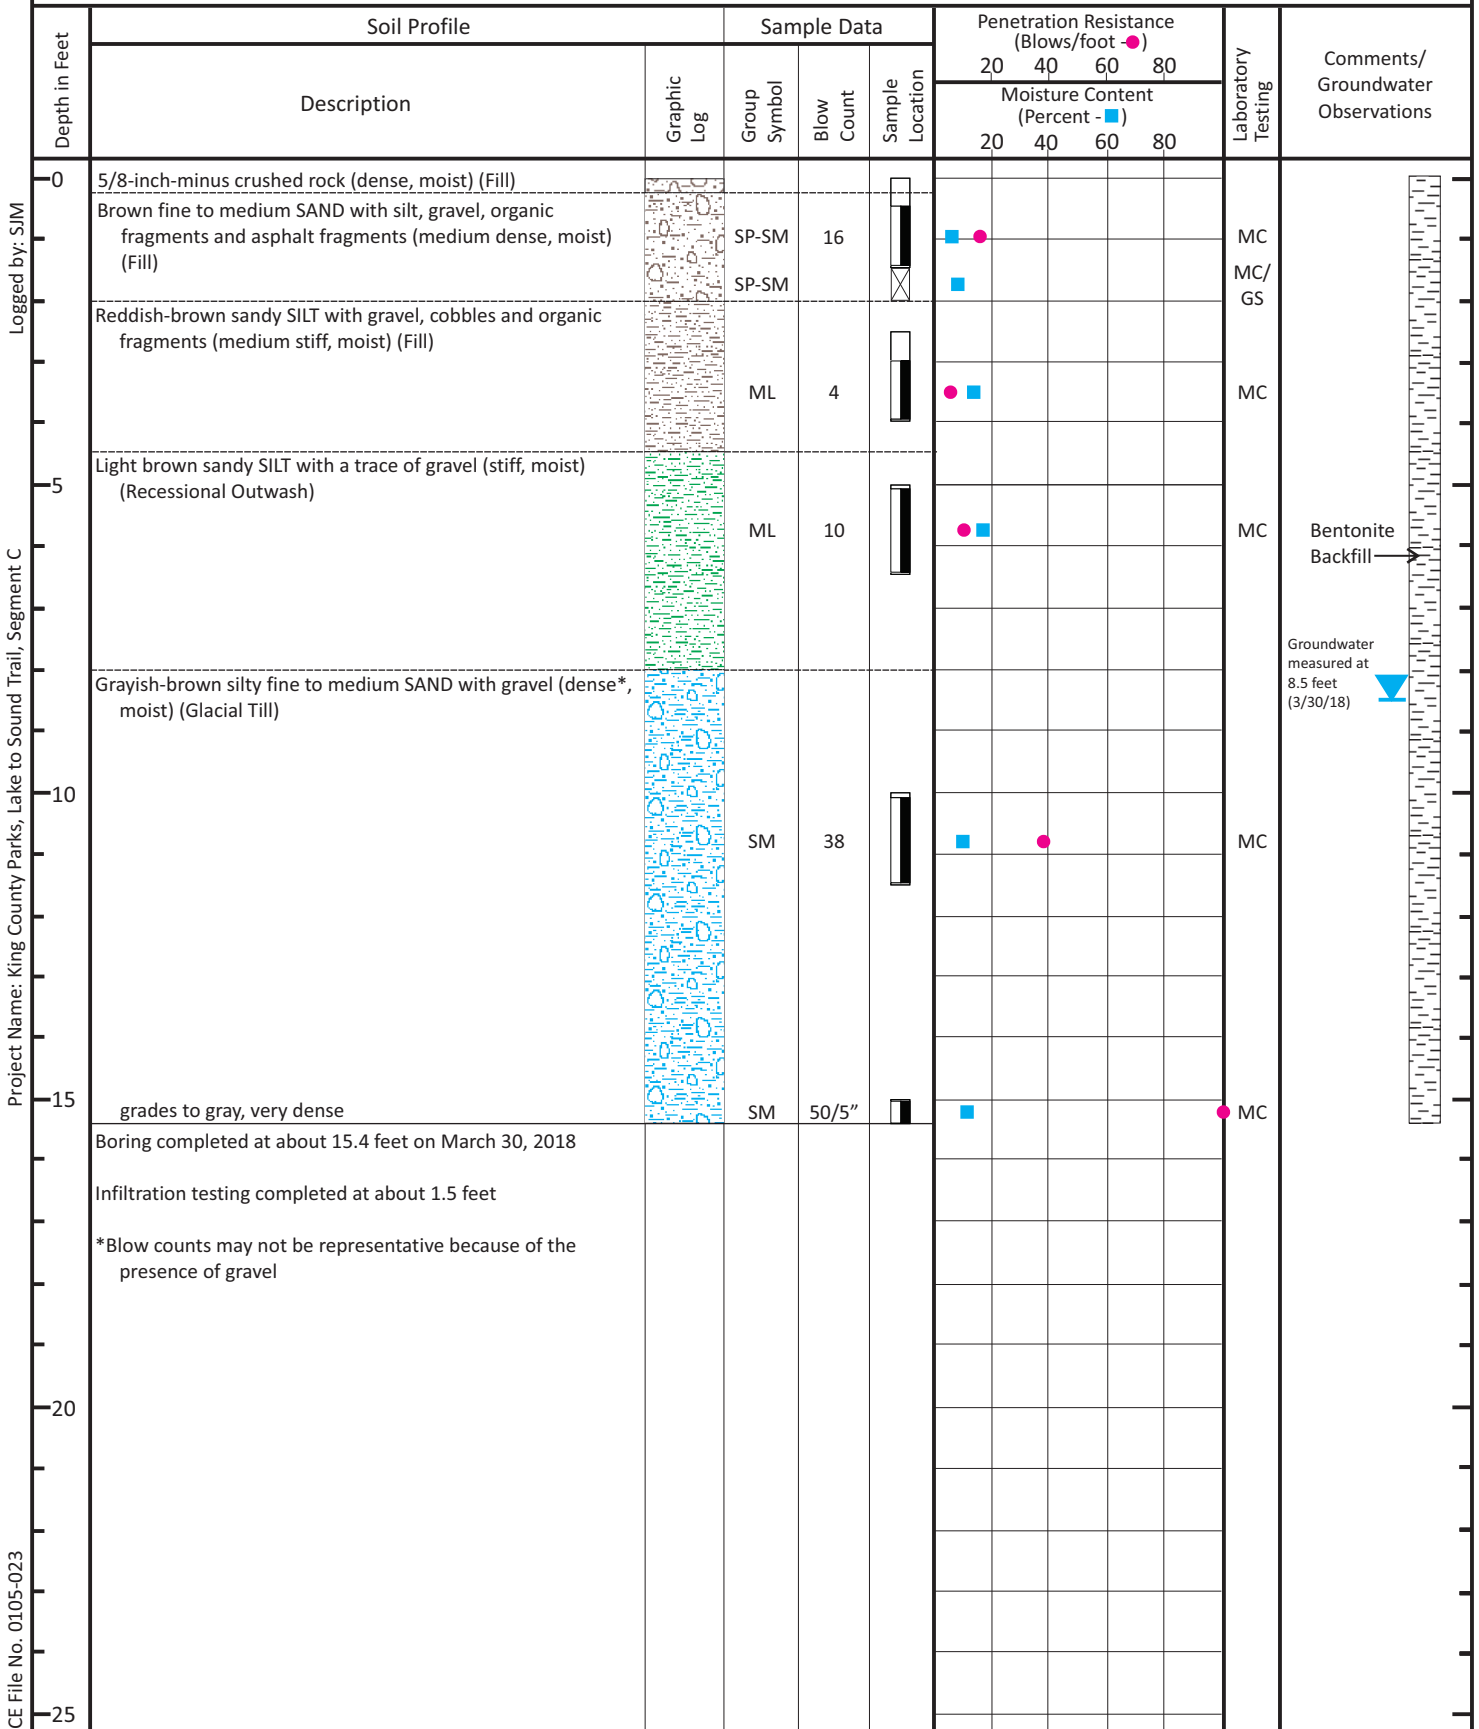 Soil Profile
Sample Data
Penetration Resistance
(Blows/foot - )
20 40 60 80
Moisture Content
(Percent - )
20 40 60 80
Depth in Feet
Description
Graphic
Log
Group
Symbol
Blow
Count
Sample
Location
Laboratory
Testing
Comments/
Groundwater
Observations
Logged by: SJM
Project Name: King County Parks, Lake to Sound Trail, Segment C
CE File No. 0105-023
0
5/8-inch-minus crushed rock (dense, moist) (Fill)
Brown fine to medium SAND with silt, gravel, organic
fragments and asphalt fragments (medium dense, moist)
(Fill)
SP-SM 16 MC
SP-SM MC/
GS
Reddish-brown sandy SILT with gravel, cobbles and organic
fragments (medium stiff, moist) (Fill)
ML 4 MC
Light brown sandy SILT with a trace of gravel (stiff, moist)
(Recessional Outwash)
5
ML 10 MC
Bentonite
Backfill
Groundwater
measured at
8.5 feet
(3/30/18)
Grayish-brown silty fine to medium SAND with gravel (dense*,
moist) (Glacial Till)
10
SM 38 MC
15
grades to gray, very dense SM 50/5” MC
Boring completed at about 15.4 feet on March 30, 2018
Infiltration testing completed at about 1.5 feet
*Blow counts may not be representative because of the
presence of gravel
20
25